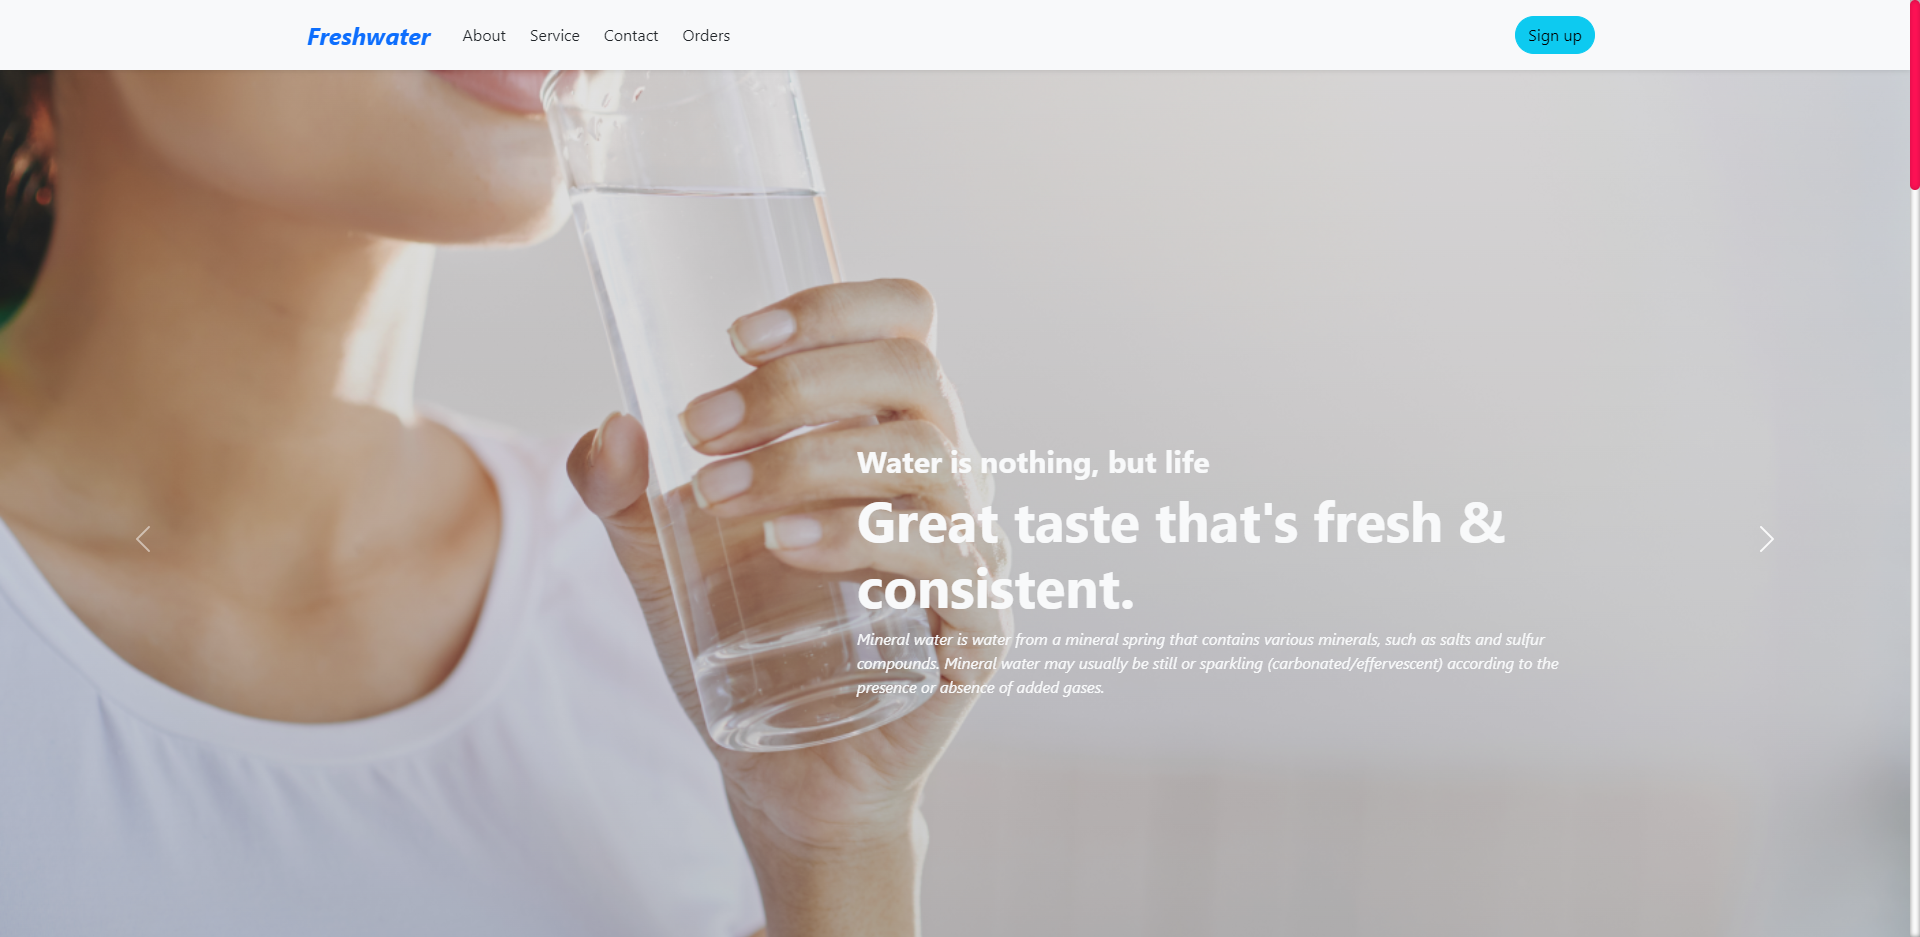 Freshwater About Service Contact Orders Sign up
Water is nothing, but life
Great taste that's fresh &
consistent.
Mineral water is water from a mineral spring that contains various minerals, such as salts and sulfur
compounds. Mineral water may usually be still or sparkling (carbonated/effervescent) according to the
presence or absence of added gases.